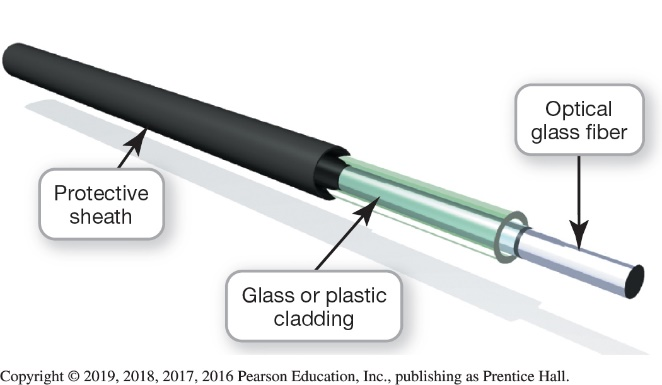 Optical
glass fiber
Protective
sheath
Glass or plastic
cladding
Copyright © 2019, 2018, 2017, 2016 Pearson Education, Inc., publishing as Prentice Hall.